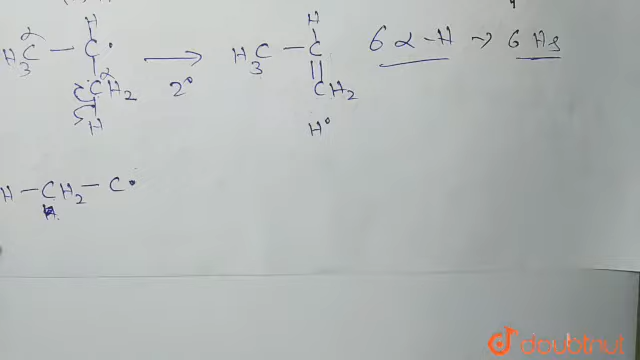 H H
α
H3C — C• ⟶ H3C — C 6 α-H → 6 Hs
α
CH2 2° CH2
H H°
H — CH2 — C•
H
doubtnut